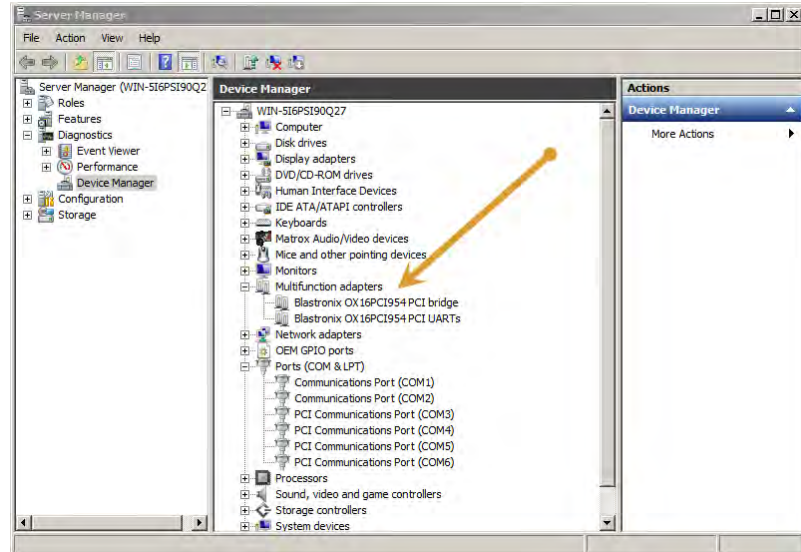 Server Manager
File Action View Help
Server Manager (WIN-5I6PSI90Q2
Roles
Features
Diagnostics
Event Viewer
Performance
Device Manager
Configuration
Storage
Device Manager
WIN-5I6PSI90Q27
Computer
Disk drives
Display adapters
DVD/CD-ROM drives
Human Interface Devices
IDE ATA/ATAPI controllers
Keyboards
Matrox Audio/Video devices
Mice and other pointing devices
Monitors
Multifunction adapters
Blastronix OX16PCI954 PCI bridge
Blastronix OX16PCI954 PCI UARTs
Network adapters
OEM GPIO ports
Ports (COM & LPT)
Communications Port (COM1)
Communications Port (COM2)
PCI Communications Port (COM3)
PCI Communications Port (COM4)
PCI Communications Port (COM5)
PCI Communications Port (COM6)
Processors
Sound, video and game controllers
Storage controllers
System devices
Actions
Device Manager
More Actions